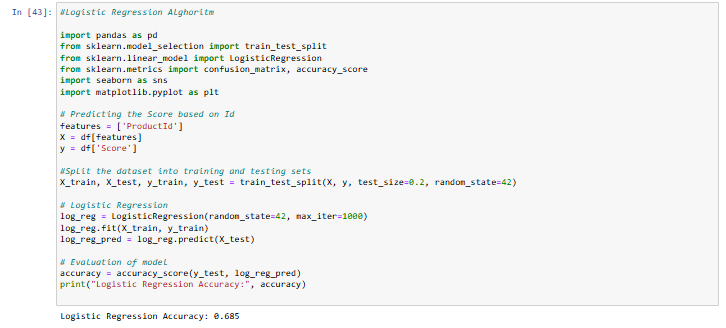 In [43]: #Logistic Regression Alghoritm
import pandas as pd
from sklearn.model_selection import train_test_split
from sklearn.linear_model import LogisticRegression
from sklearn.metrics import confusion_matrix, accuracy_score
import seaborn as sns
import matplotlib.pyplot as plt
# Predicting the Score based on Id
features = ['ProductId']
X = df[features]
y = df['Score']
#Split the dataset into training and testing sets
X_train, X_test, y_train, y_test = train_test_split(X, y, test_size=0.2, random_state=42)
# Logistic Regression
log_reg = LogisticRegression(random_state=42, max_iter=1000)
log_reg.fit(X_train, y_train)
log_reg_pred = log_reg.predict(X_test)
# Evaluation of model
accuracy = accuracy_score(y_test, log_reg_pred)
print("Logistic Regression Accuracy:", accuracy)
Logistic Regression Accuracy: 0.685